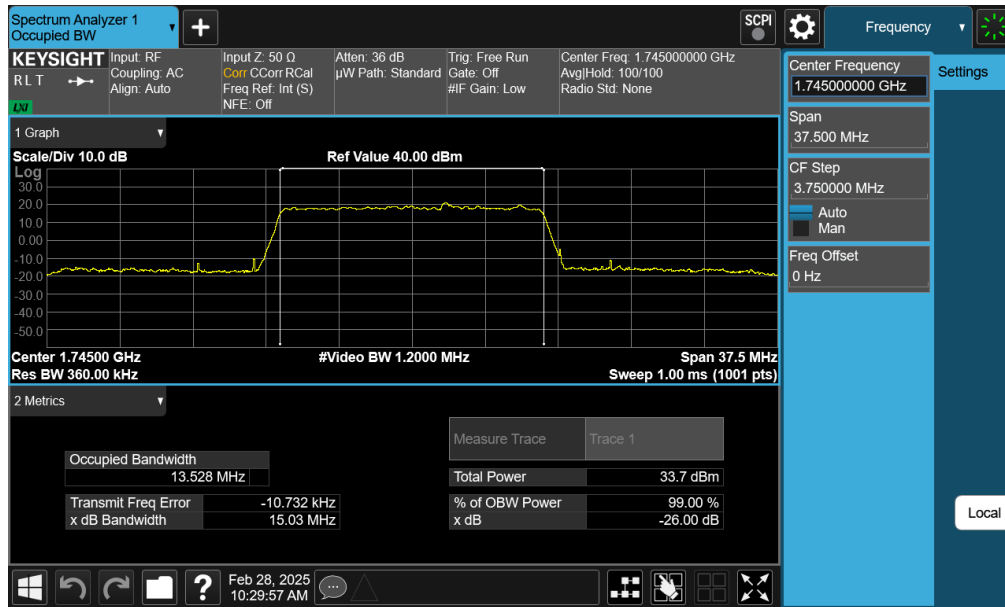 Spectrum Analyzer 1
Occupied BW
+
SCPI
Frequency
KEYSIGHT
RLT
LXI
Input: RF
Coupling: AC
Align: Auto
Input Z: 50 Ω
Corr CCorr RCal
Freq Ref: Int (S)
NFE: Off
Atten: 36 dB
µW Path: Standard
Trig: Free Run
Gate: Off
#IF Gain: Low
Center Freq: 1.745000000 GHz
Avg|Hold: 100/100
Radio Std: None
Center Frequency
1.745000000 GHz
Settings
Span
37.500 MHz
CF Step
3.750000 MHz
Auto
Man
Freq Offset
0 Hz
Local
1 Graph
Scale/Div 10.0 dB
Ref Value 40.00 dBm
Log
30.0
20.0
10.0
0.00
-10.0
-20.0
-30.0
-40.0
-50.0
Center 1.74500 GHz
#Video BW 1.2000 MHz
Span 37.5 MHz
Res BW 360.00 kHz
Sweep 1.00 ms (1001 pts)
2 Metrics
Measure Trace Trace 1
Occupied Bandwidth
13.528 MHz
Total Power 33.7 dBm
Transmit Freq Error -10.732 kHz
% of OBW Power 99.00 %
x dB Bandwidth 15.03 MHz
x dB -26.00 dB
?
Feb 28, 2025
10:29:57 AM